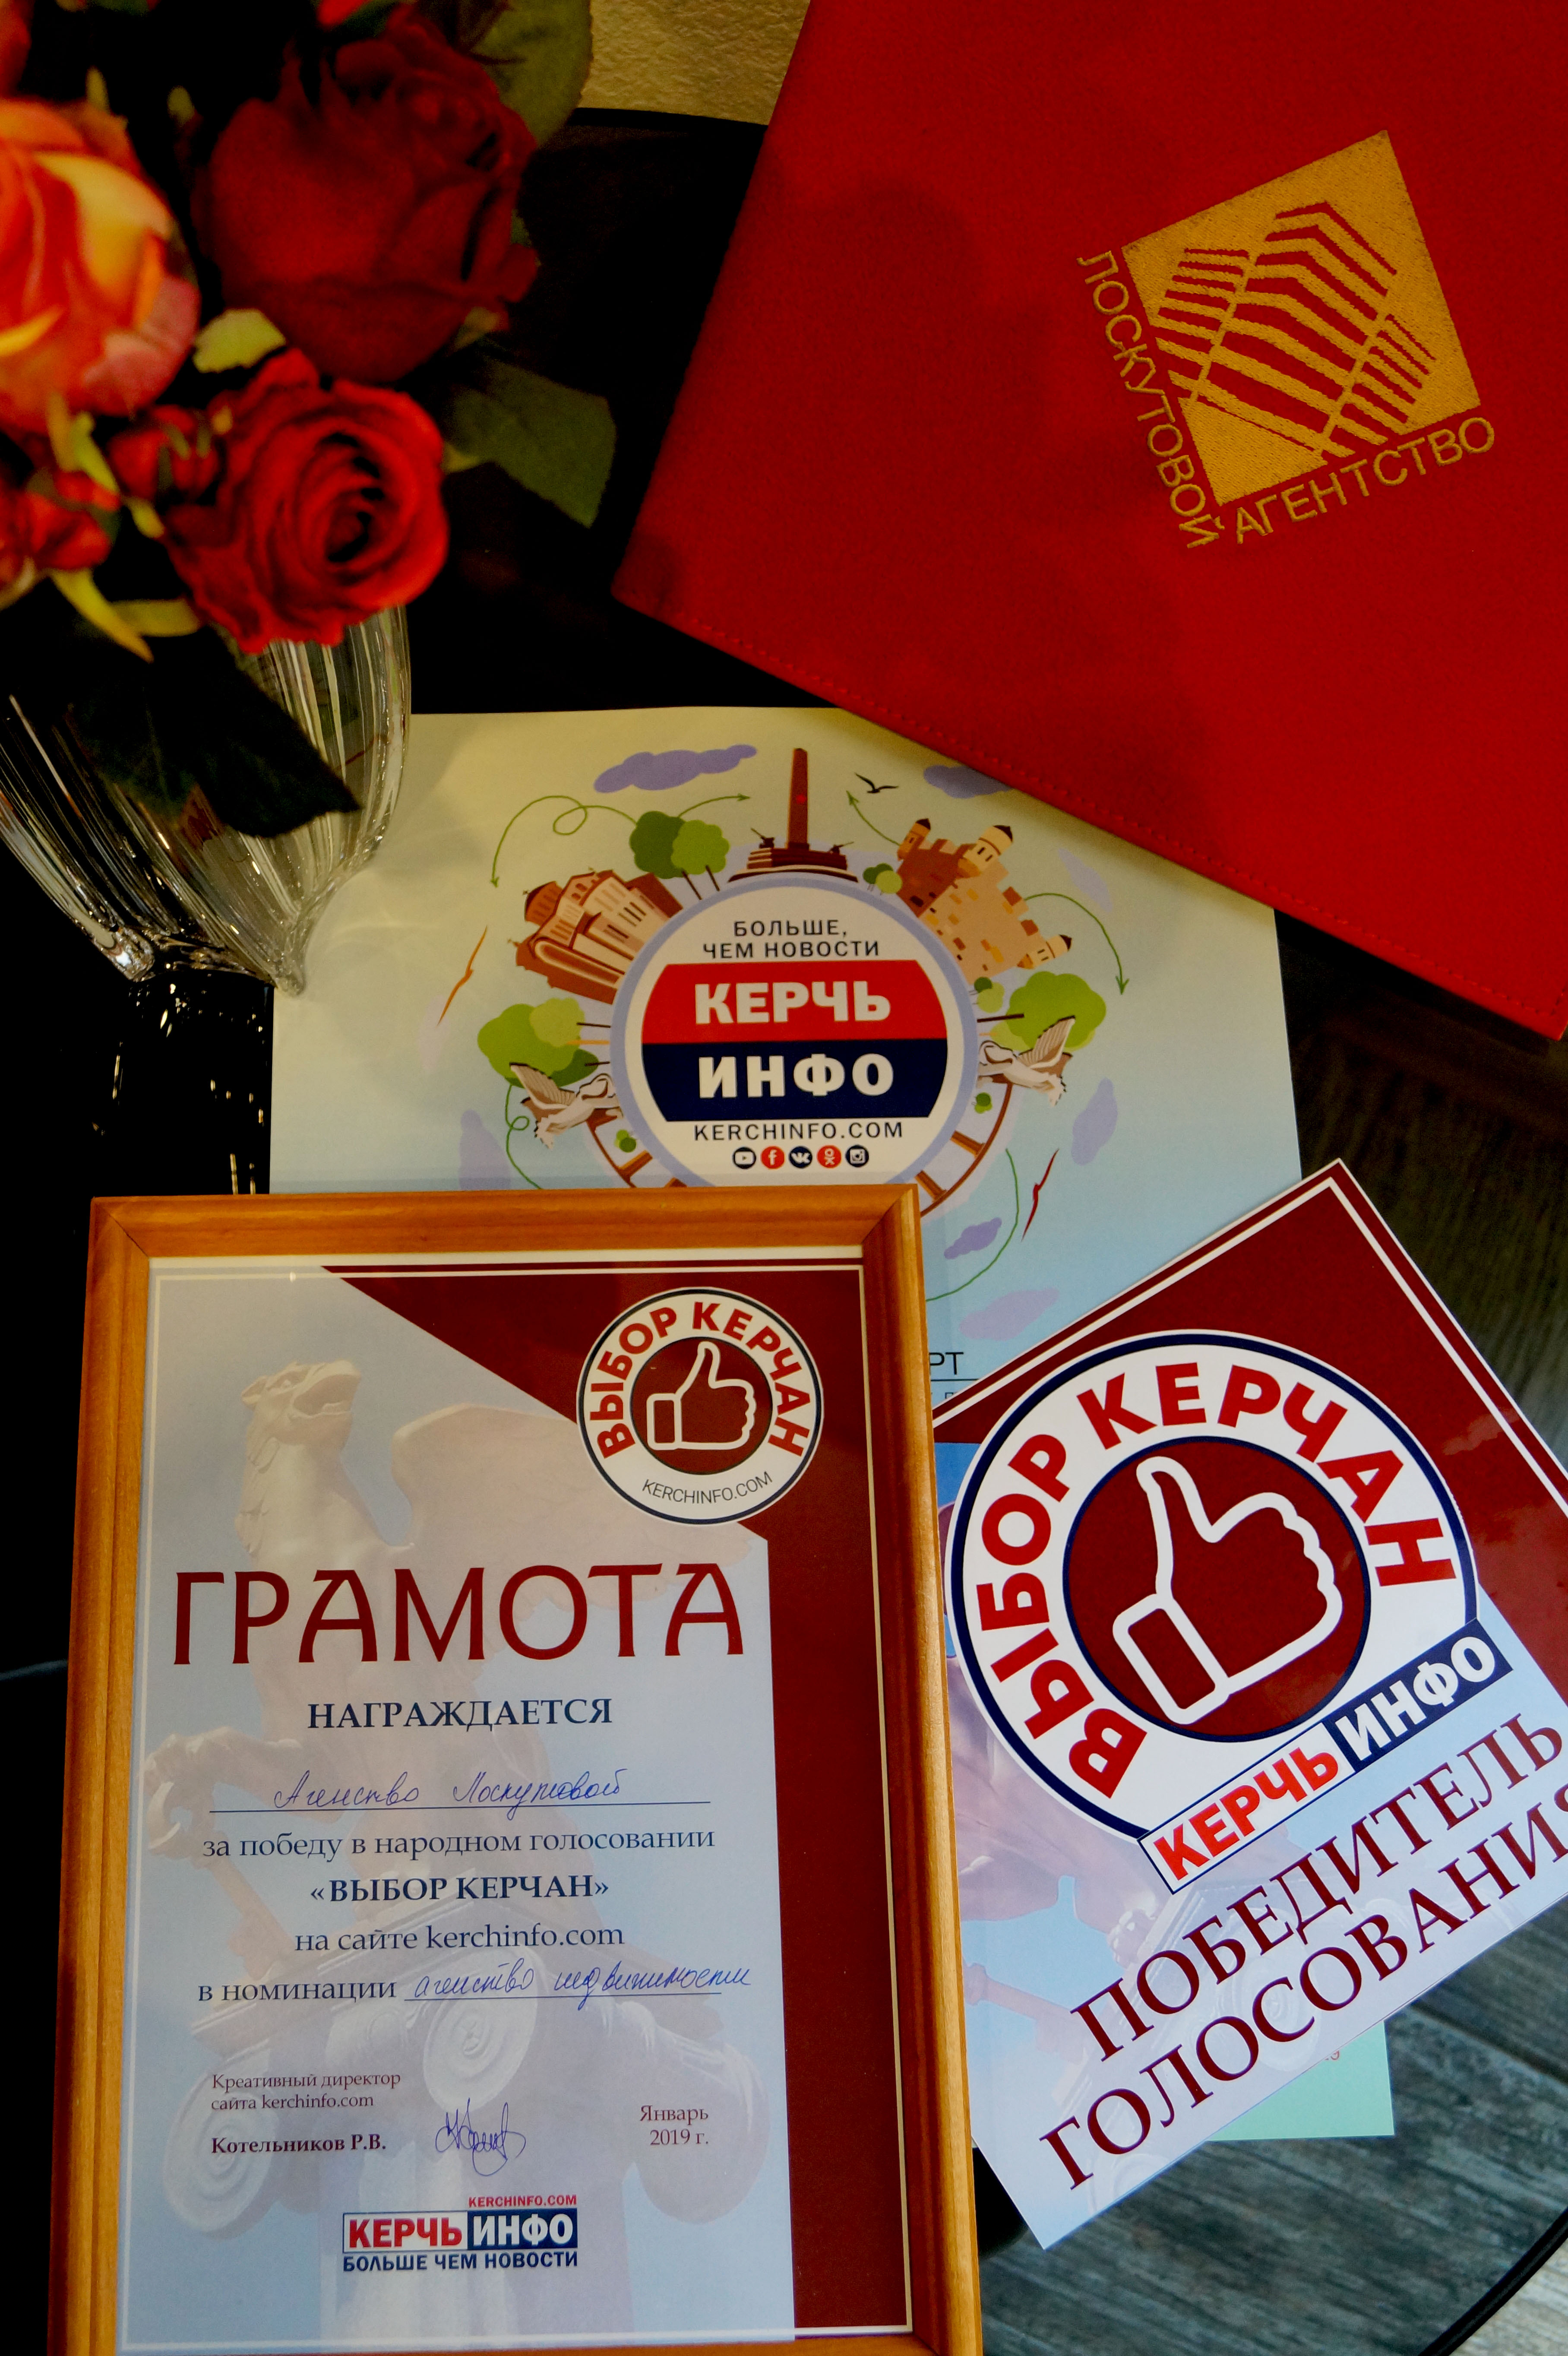 ЛОСКУТОВОЙ
АГЕНТСТВО
БОЛЬШЕ,
ЧЕМ НОВОСТИ
КЕРЧЬ
ИНФО
KERCHINFO.COM
РТ
ВЫБОР КЕРЧАН
KERCHINFO.COM
ГРАМОТА
НАГРАЖДАЕТСЯ
Агенство Лоскутовой
за победу в народном голосовании
«ВЫБОР КЕРЧАН»
на сайте kerchinfo.com
в номинации агенство недвижимости
Креативный директор
сайта kerchinfo.com
Котельников Р.В.
Январь
2019 г.
KERCHINFO.COM
КЕРЧЬ ИНФО
БОЛЬШЕ ЧЕМ НОВОСТИ
ВЫБОР КЕРЧАН
КЕРЧЬ ИНФО
ПОБЕДИТЕЛЬ
ГОЛОСОВАНИЯ